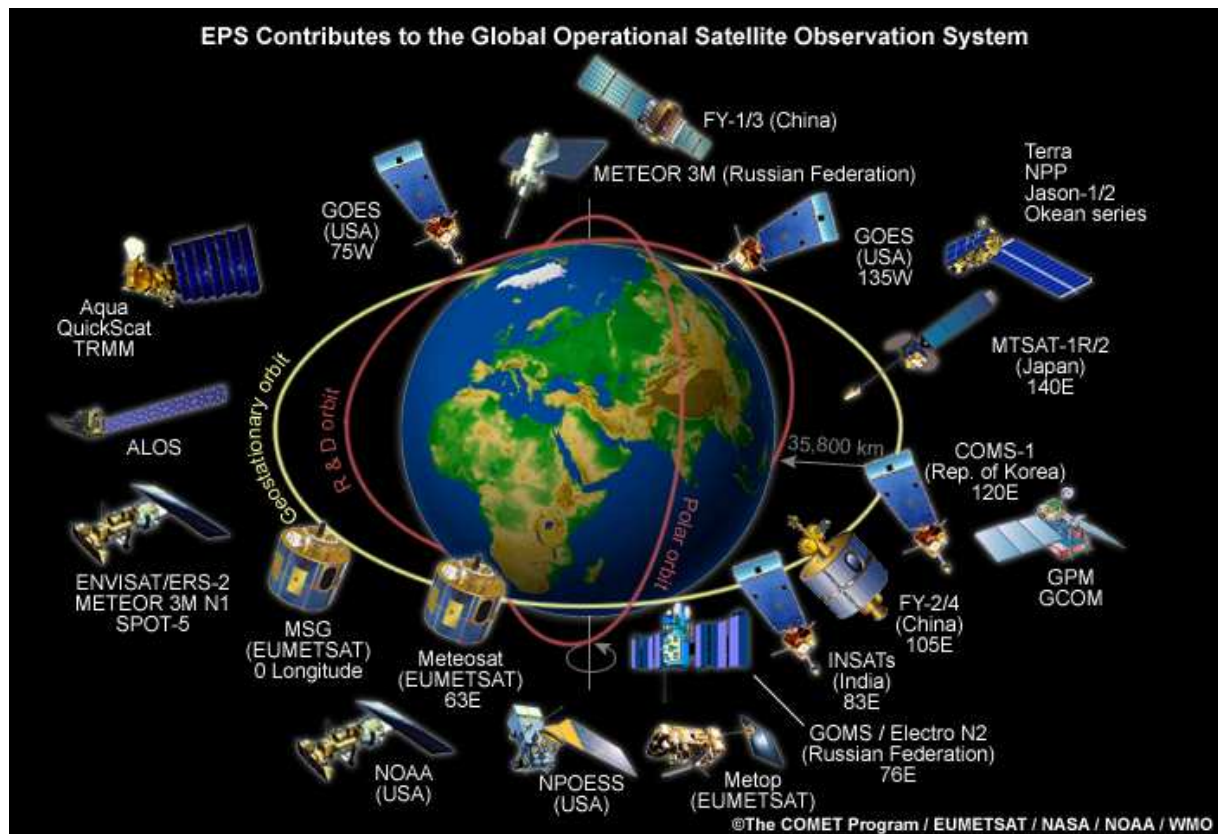 EPS Contributes to the Global Operational Satellite Observation System
FY-1/3 (China)
METEOR 3M (Russian Federation)
GOES
(USA)
75W
GOES
(USA)
135W
Terra
NPP
Jason-1/2
Okean series
Aqua
QuickScat
TRMM
MTSAT-1R/2
(Japan)
140E
ALOS
Geostationary orbit
R & D orbit
Polar orbit
35,800 km
COMS-1
(Rep. of Korea)
120E
ENVISAT/ERS-2
METEOR 3M N1
SPOT-5
MSG
(EUMETSAT)
0 Longitude
Meteosat
(EUMETSAT)
63E
GPM
GCOM
FY-2/4
(China)
105E
INSATs
(India)
83E
GOMS / Electro N2
(Russian Federation)
76E
NOAA
(USA)
NPOESS
(USA)
Metop
(EUMETSAT)
©The COMET Program / EUMETSAT / NASA / NOAA / WMO